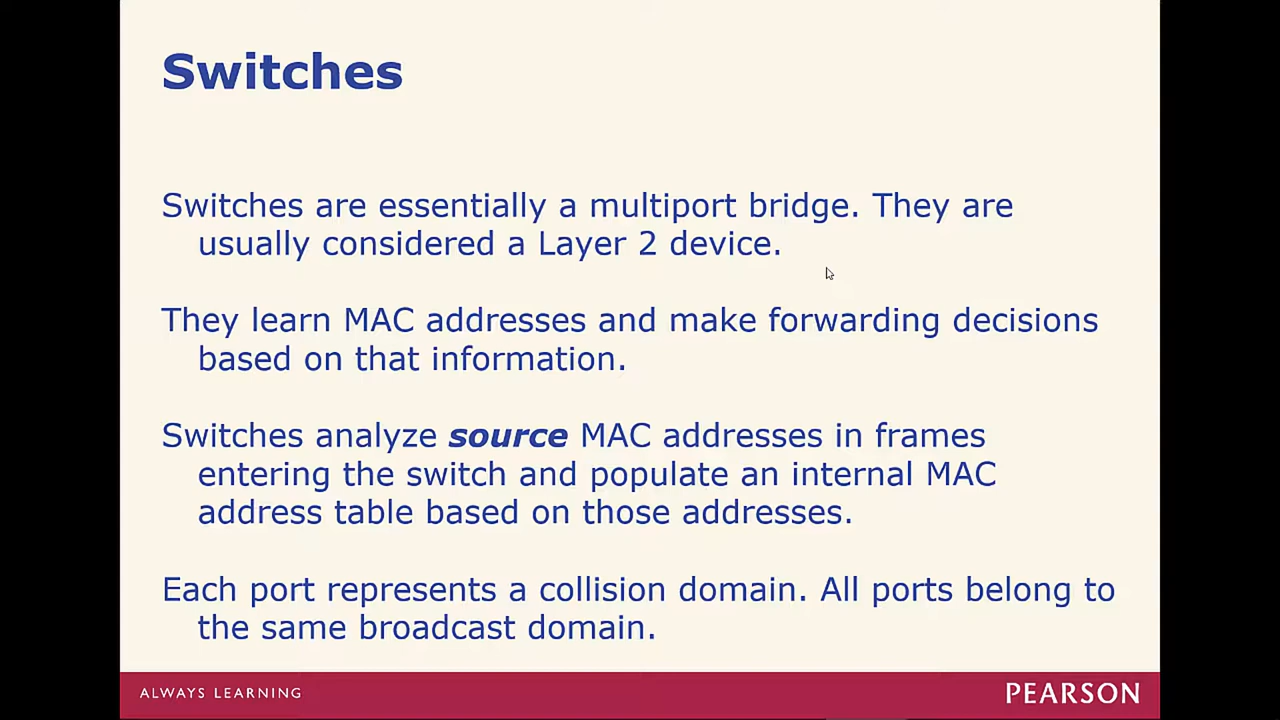 Switches
Switches are essentially a multiport bridge. They are
usually considered a Layer 2 device.
They learn MAC addresses and make forwarding decisions
based on that information.
Switches analyze source MAC addresses in frames
entering the switch and populate an internal MAC
address table based on those addresses.
Each port represents a collision domain. All ports belong to
the same broadcast domain.
ALWAYS LEARNING
PEARSON